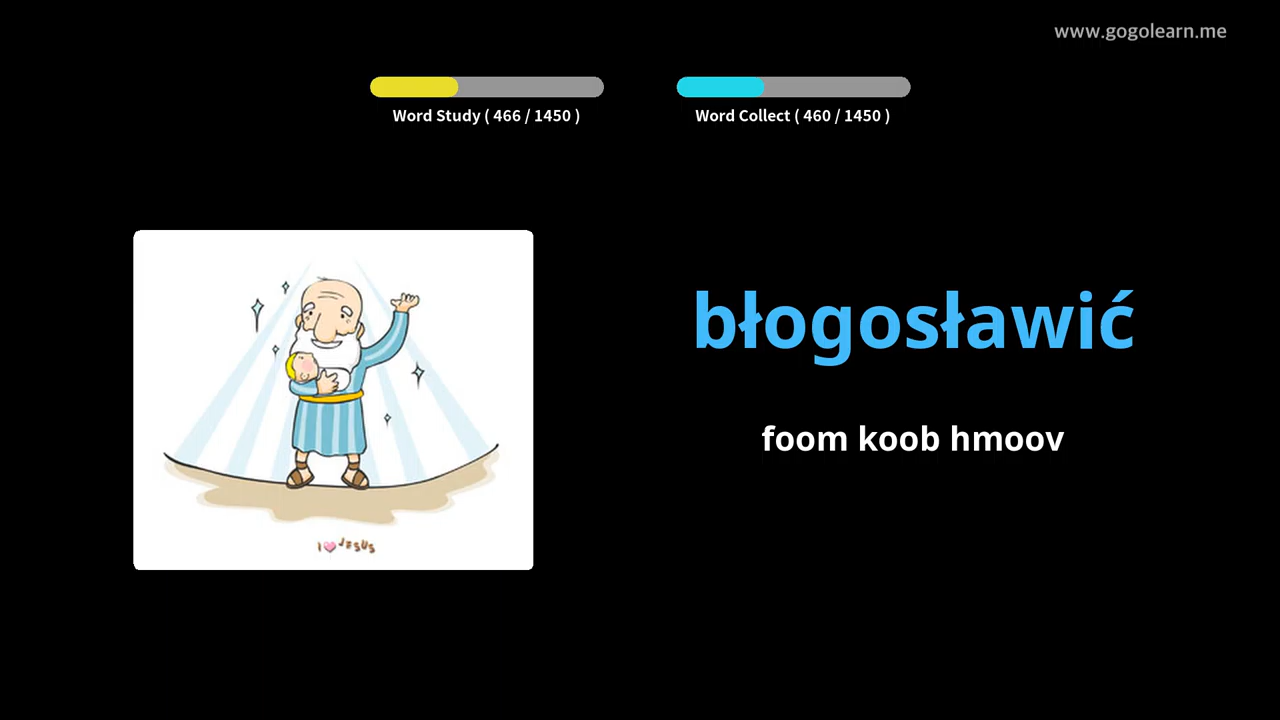 www.gogolearn.me
Word Study ( 466 / 1450 )
Word Collect ( 460 / 1450 )
błogosławić
foom koob hmoov
I JESUS